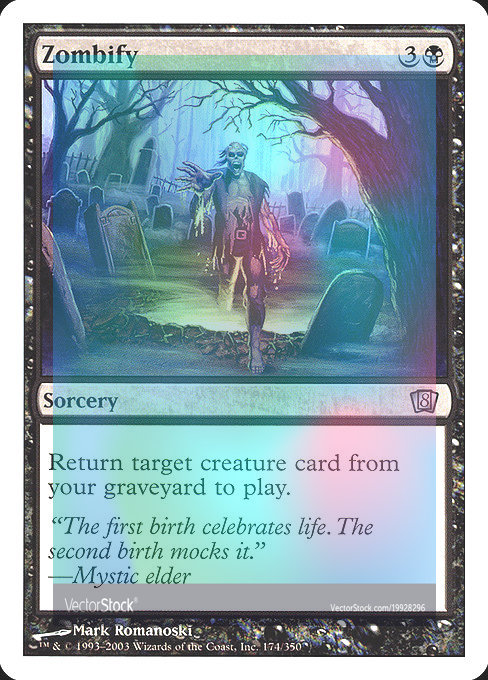 Zombify 3
Sorcery 8
Return target creature card from
your graveyard to play.
“The first birth celebrates life. The
second birth mocks it.”
—Mystic elder
VectorStock® VectorStock.com/19928296
Mark Romanoski
™ & © 1993–2003 Wizards of the Coast, Inc. 174/350